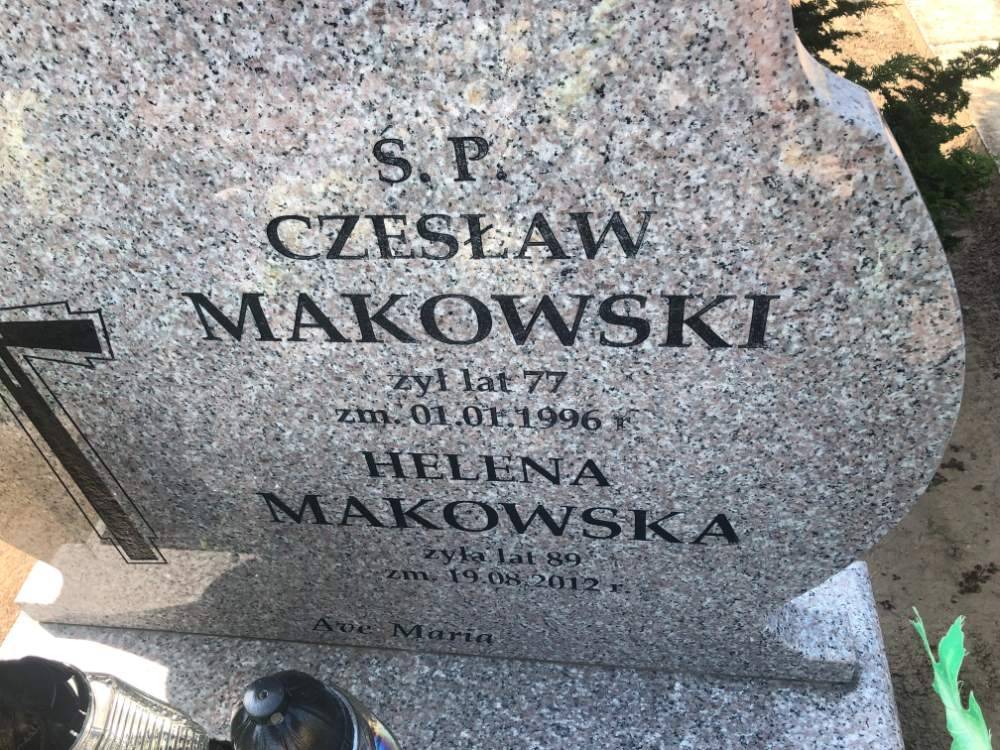 Ś. P.
CZESŁAW
MAKOWSKI
żył lat 77
zm. 01.01.1996 r.
HELENA
MAKOWSKA
żyła lat 89
zm. 19.08.2012 r.
Ave Maria